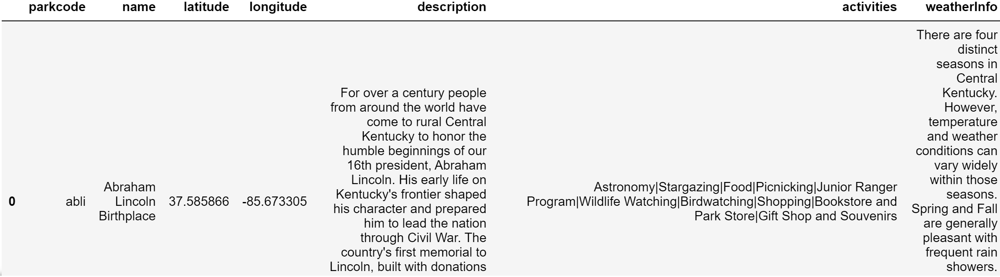 parkcode name latitude longitude description activities weatherInfo
0
abli
Abraham
Lincoln
Birthplace
37.585866
-85.673305
For over a century people
from around the world have
come to rural Central
Kentucky to honor the
humble beginnings of our
16th president, Abraham
Lincoln. His early life on
Kentucky's frontier shaped
his character and prepared
him to lead the nation
through Civil War. The
country's first memorial to
Lincoln, built with donations
Astronomy|Stargazing|Food|Picnicking|Junior Ranger
Program|Wildlife Watching|Birdwatching|Shopping|Bookstore and
Park Store|Gift Shop and Souvenirs
There are four
distinct
seasons in
Central
Kentucky.
However,
temperature
and weather
conditions can
vary widely
within those
seasons.
Spring and Fall
are generally
pleasant with
frequent rain
showers.